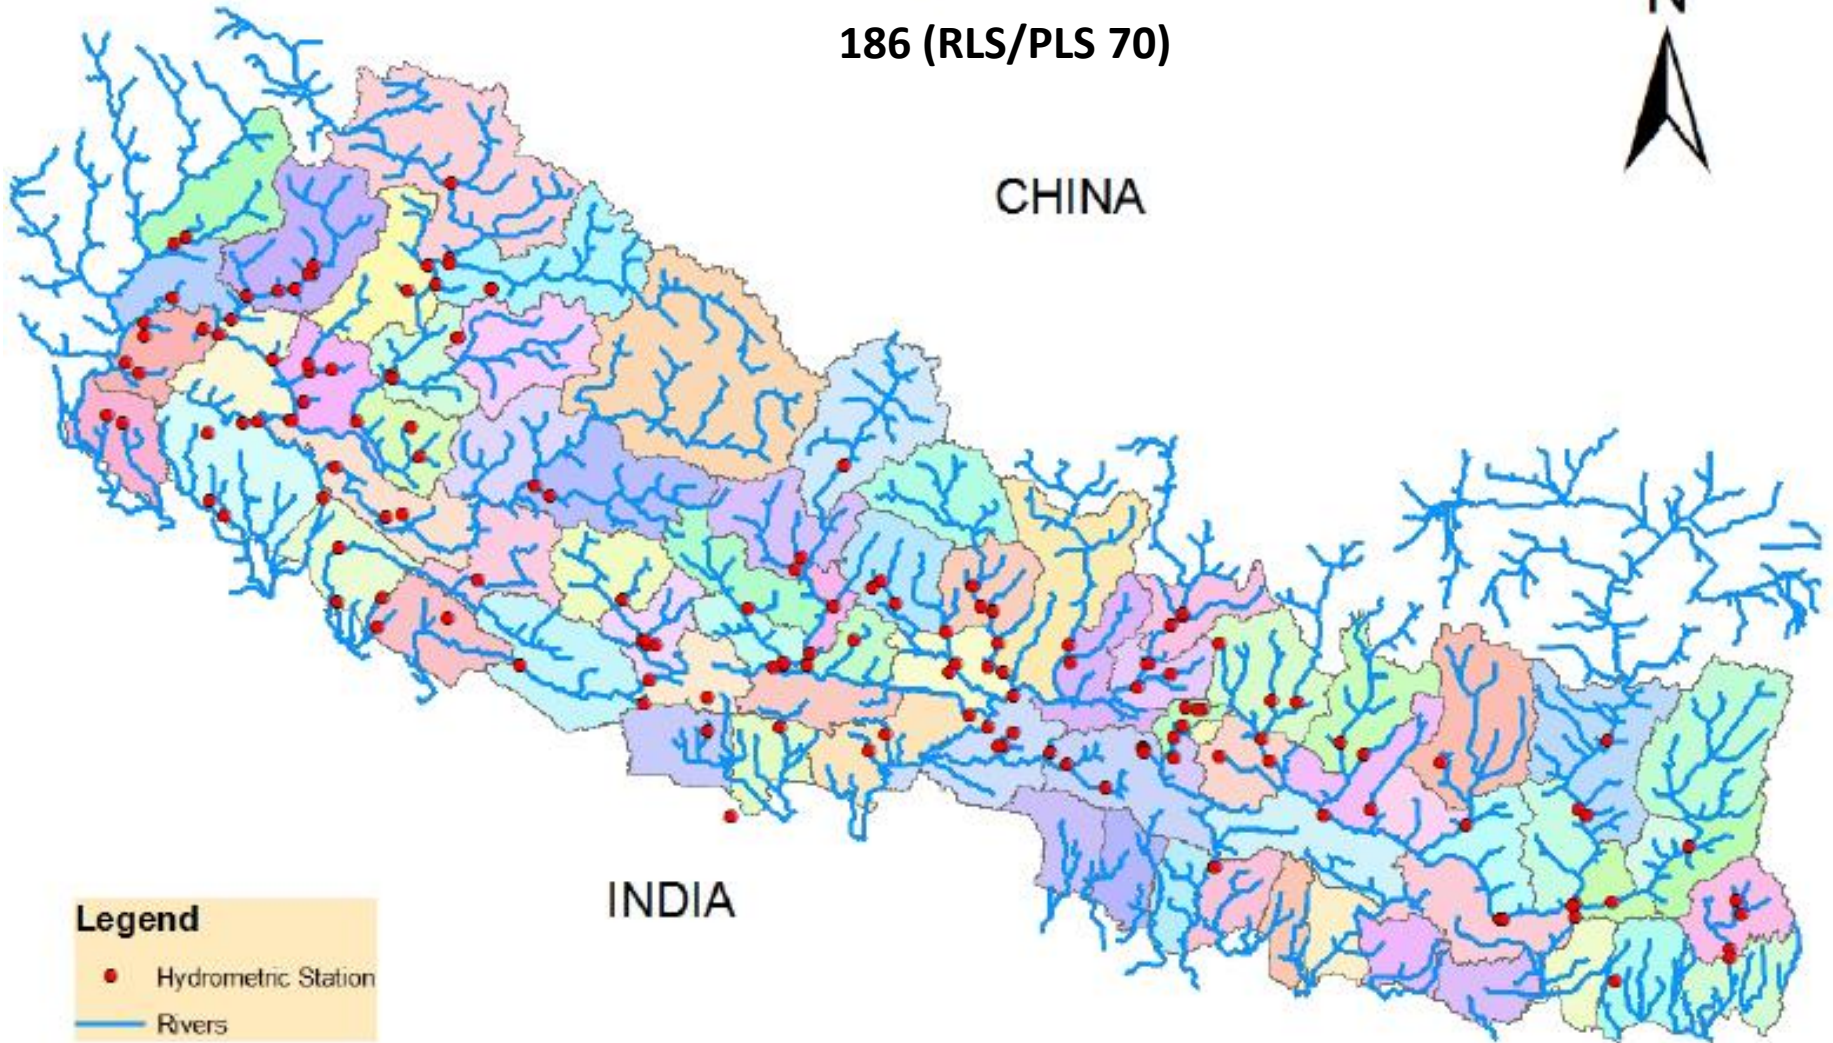 186 (RLS/PLS 70)
N
CHINA
INDIA
Legend
Hydrometric Station
Rivers